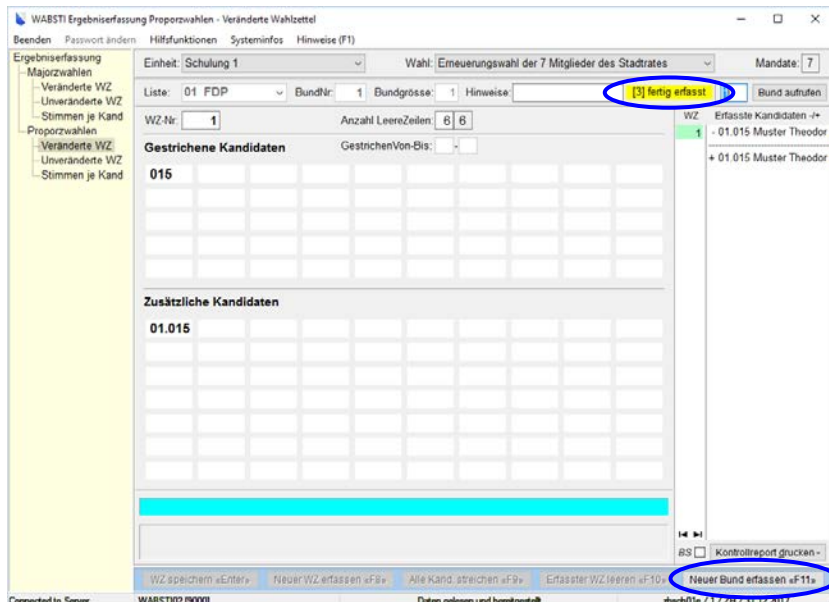 WABSTI Ergebniserfassung Proporzwahlen - Veränderte Wahlzettel
Beenden Passwort ändern Hilfsfunktionen Systeminfos Hinweise (F1)
Ergebniserfassung
Majorzwahlen
Veränderte WZ
Unveränderte WZ
Stimmen je Kand
Proporzwahlen
Veränderte WZ
Unveränderte WZ
Stimmen je Kand
Einheit: Schulung 1 Wahl: Erneuerungswahl der 7 Mitglieder des Stadtrates Mandate: 7
Liste: 01 FDP BundNr: 1 Bundgrösse: 1 Hinweise: [3] fertig erfasst Bund aufrufen
WZ-Nr: 1 Anzahl LeereZeilen: 6 6
Gestrichene Kandidaten GestrichenVon-Bis: -
015
Zusätzliche Kandidaten
01.015
WZ Erfasste Kandidaten -/+
1 - 01.015 Muster Theodor
+ 01.015 Muster Theodor
BS Kontrollreport drucken -
WZ speichern «Enter» Neuer WZ erfassen «F8» Alle Kand. streichen «F9» Erfasster WZ leeren «F10» Neuer Bund erfassen «F11»
Connected to Server WABSTI02 [9000] Daten gelesen und bereitgestellt